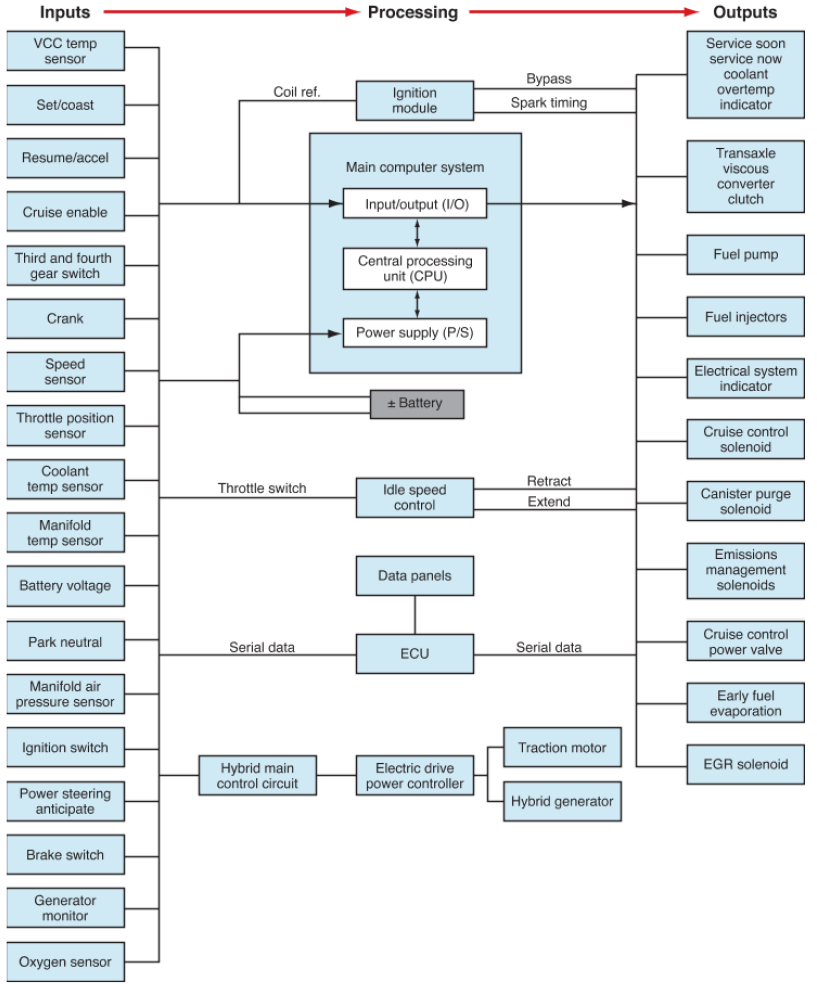 Inputs
Processing
Outputs
VCC temp
sensor
Set/coast
Resume/accel
Cruise enable
Third and fourth
gear switch
Crank
Speed
sensor
Throttle position
sensor
Coolant
temp sensor
Manifold
temp sensor
Battery voltage
Park neutral
Manifold air
pressure sensor
Ignition switch
Power steering
anticipate
Brake switch
Generator
monitor
Oxygen sensor
Coil ref.
Ignition
module
Bypass
Spark timing
Main computer system
Input/output (I/O)
Central processing
unit (CPU)
Power supply (P/S)
± Battery
Throttle switch
Idle speed
control
Retract
Extend
Data panels
Serial data
ECU
Serial data
Hybrid main
control circuit
Electric drive
power controller
Traction motor
Hybrid generator
Service soon
service now
coolant
overtemp
indicator
Transaxle
viscous
converter
clutch
Fuel pump
Fuel injectors
Electrical system
indicator
Cruise control
solenoid
Canister purge
solenoid
Emissions
management
solenoids
Cruise control
power valve
Early fuel
evaporation
EGR solenoid